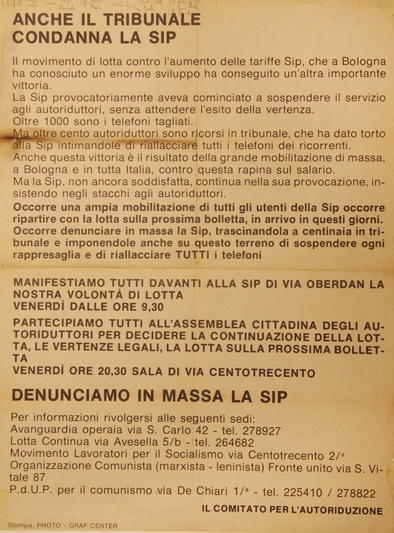 ANCHE IL TRIBUNALE
CONDANNA LA SIP
Il movimento di lotta contro l'aumento delle tariffe Sip, che a Bologna
ha conosciuto un enorme sviluppo ha conseguito un'altra importante
vittoria.
La Sip provocatoriamente aveva cominciato a sospendere il servizio
agli autoriduttori, senza attendere l'esito della vertenza.
Oltre 1000 sono i telefoni tagliati.
Ma oltre cento autoriduttori sono ricorsi in tribunale, che ha dato torto
alla Sip intimandole di riallacciare tutti i telefoni dei ricorrenti.
Anche questa vittoria è il risultato della grande mobilitazione di massa,
a Bologna e in tutta Italia, contro questa rapina sul salario.
Ma la Sip, non ancora soddisfatta, continua nella sua provocazione, in-
sistendo negli stacchi agli autoriduttori.
Occorre una ampia mobilitazione di tutti gli utenti della Sip occorre
ripartire con la lotta sulla prossima bolletta, in arrivo in questi giorni.
Occorre denunciare in massa la Sip, trascinandola a centinaia in tri-
bunale e imponendole anche su questo terreno di sospendere ogni
rappresaglia e di riallacciare TUTTI i telefoni
MANIFESTIAMO TUTTI DAVANTI ALLA SIP DI VIA OBERDAN LA
NOSTRA VOLONTÀ DI LOTTA
VENERDÌ DALLE ORE 9,30
PARTECIPIAMO TUTTI ALL'ASSEMBLEA CITTADINA DEGLI AU-
TORIDUTTORI PER DECIDERE LA CONTINUAZIONE DELLA LOT-
TA, LE VERTENZE LEGALI, LA LOTTA SULLA PROSSIMA BOLLET-
TA
VENERDÌ ORE 20,30 SALA DI VIA CENTOTRECENTO
DENUNCIAMO IN MASSA LA SIP
Per informazioni rivolgersi alle seguenti sedi:
Avanguardia operaia via S. Carlo 42 - tel. 278927
Lotta Continua via Avesella 5/b - tel. 264682
Movimento Lavoratori per il Socialismo via Centotrecento 2/a
Organizzazione Comunista (marxista - leninista) Fronte unito via S. Vi-
tale 87
P.d.U.P. per il comunismo via De Chiari 1/a - tel. 225410 / 278822
IL COMITATO PER L'AUTORIDUZIONE
Stampa: PHOTO - GRAF CENTER